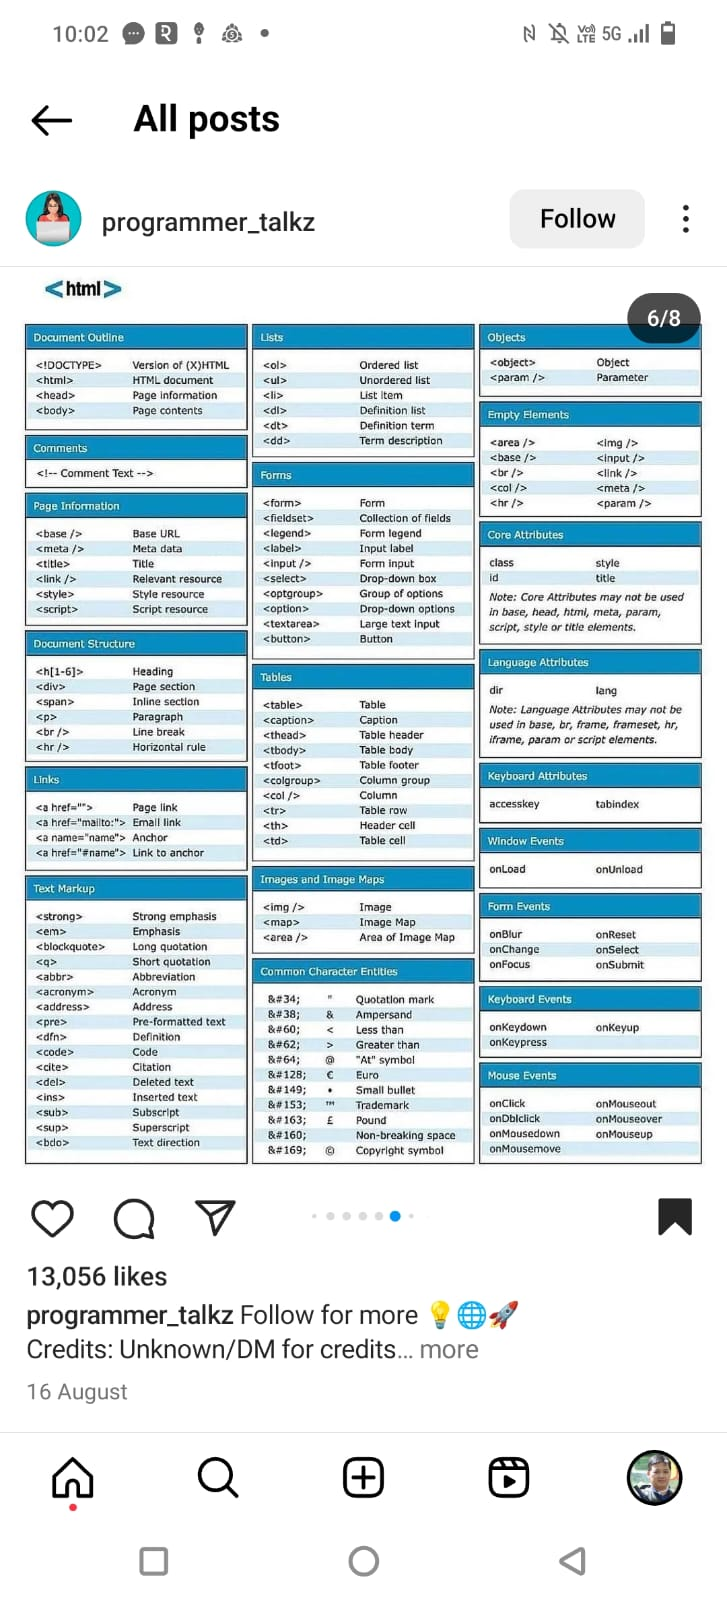 10:02
VoD LTE 5G
All posts
programmer_talkz
Follow
<html>
6/8
Document Outline
<!DOCTYPE> Version of (X)HTML
<html> HTML document
<head> Page information
<body> Page contents
Comments
<!-- Comment Text -->
Page Information
<base /> Base URL
<meta /> Meta data
<title> Title
<link /> Relevant resource
<style> Style resource
<script> Script resource
Document Structure
<h[1-6]> Heading
<div> Page section
<span> Inline section
<p> Paragraph
<br /> Line break
<hr /> Horizontal rule
Links
<a href=""> Page link
<a href="mailto:"> Email link
<a name="name"> Anchor
<a href="#name"> Link to anchor
Text Markup
<strong> Strong emphasis
<em> Emphasis
<blockquote> Long quotation
<q> Short quotation
<abbr> Abbreviation
<acronym> Acronym
<address> Address
<pre> Pre-formatted text
<dfn> Definition
<code> Code
<cite> Citation
<del> Deleted text
<ins> Inserted text
<sub> Subscript
<sup> Superscript
<bdo> Text direction
Lists
<ol> Ordered list
<ul> Unordered list
<li> List item
<dl> Definition list
<dt> Definition term
<dd> Term description
Forms
<form> Form
<fieldset> Collection of fields
<legend> Form legend
<label> Input label
<input /> Form input
<select> Drop-down box
<optgroup> Group of options
<option> Drop-down options
<textarea> Large text input
<button> Button
Tables
<table> Table
<caption> Caption
<thead> Table header
<tbody> Table body
<tfoot> Table footer
<colgroup> Column group
<col /> Column
<tr> Table row
<th> Header cell
<td> Table cell
Images and Image Maps
<img /> Image
<map> Image Map
<area /> Area of Image Map
Common Character Entities
&#34; " Quotation mark
&#38; & Ampersand
&#60; < Less than
&#62; > Greater than
&#64; @ "At" symbol
&#128; € Euro
&#149; • Small bullet
&#153; ™ Trademark
&#163; £ Pound
&#160; Non-breaking space
&#169; © Copyright symbol
Objects
<object> Object
<param /> Parameter
Empty Elements
<area /> <img />
<base /> <input />
<br /> <link />
<col /> <meta />
<hr /> <param />
Core Attributes
class style
id title
Note: Core Attributes may not be used
in base, head, html, meta, param,
script, style or title elements.
Language Attributes
dir lang
Note: Language Attributes may not be
used in base, br, frame, frameset, hr,
iframe, param or script elements.
Keyboard Attributes
accesskey tabindex
Window Events
onLoad onUnload
Form Events
onBlur onReset
onChange onSelect
onFocus onSubmit
Keyboard Events
onKeydown onKeyup
onKeypress
Mouse Events
onClick onMouseout
onDblclick onMouseover
onMousedown onMouseup
onMousemove
13,056 likes
programmer_talkz Follow for more 💡🌐🚀
Credits: Unknown/DM for credits... more
16 August